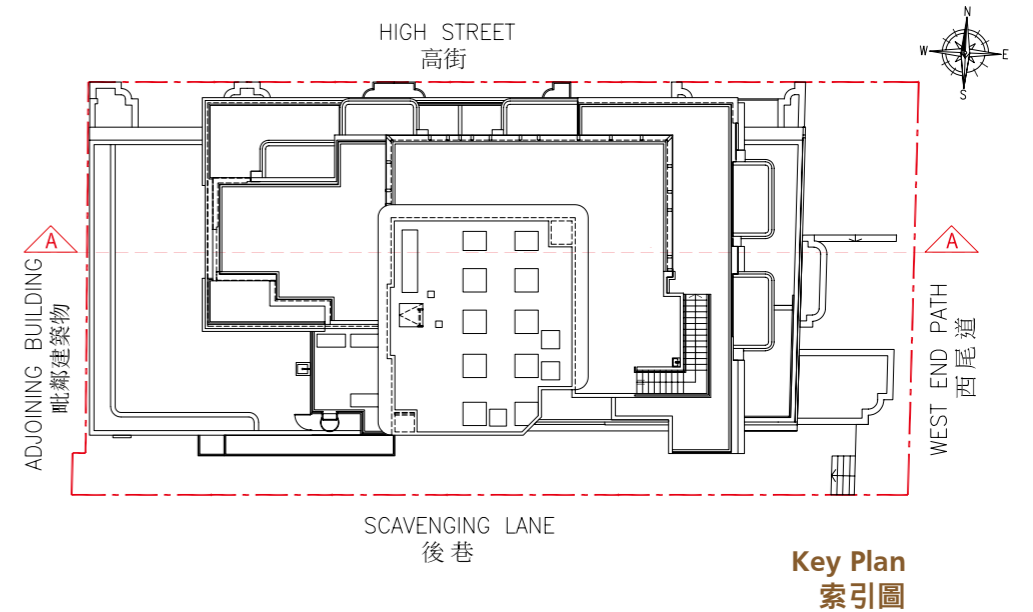 HIGH STREET
高街
N
W
E
S
A
A
ADJOINING BUILDING
毗鄰建築物
WEST END PATH
西尾道
SCAVENGING LANE
後巷
Key Plan
索引圖